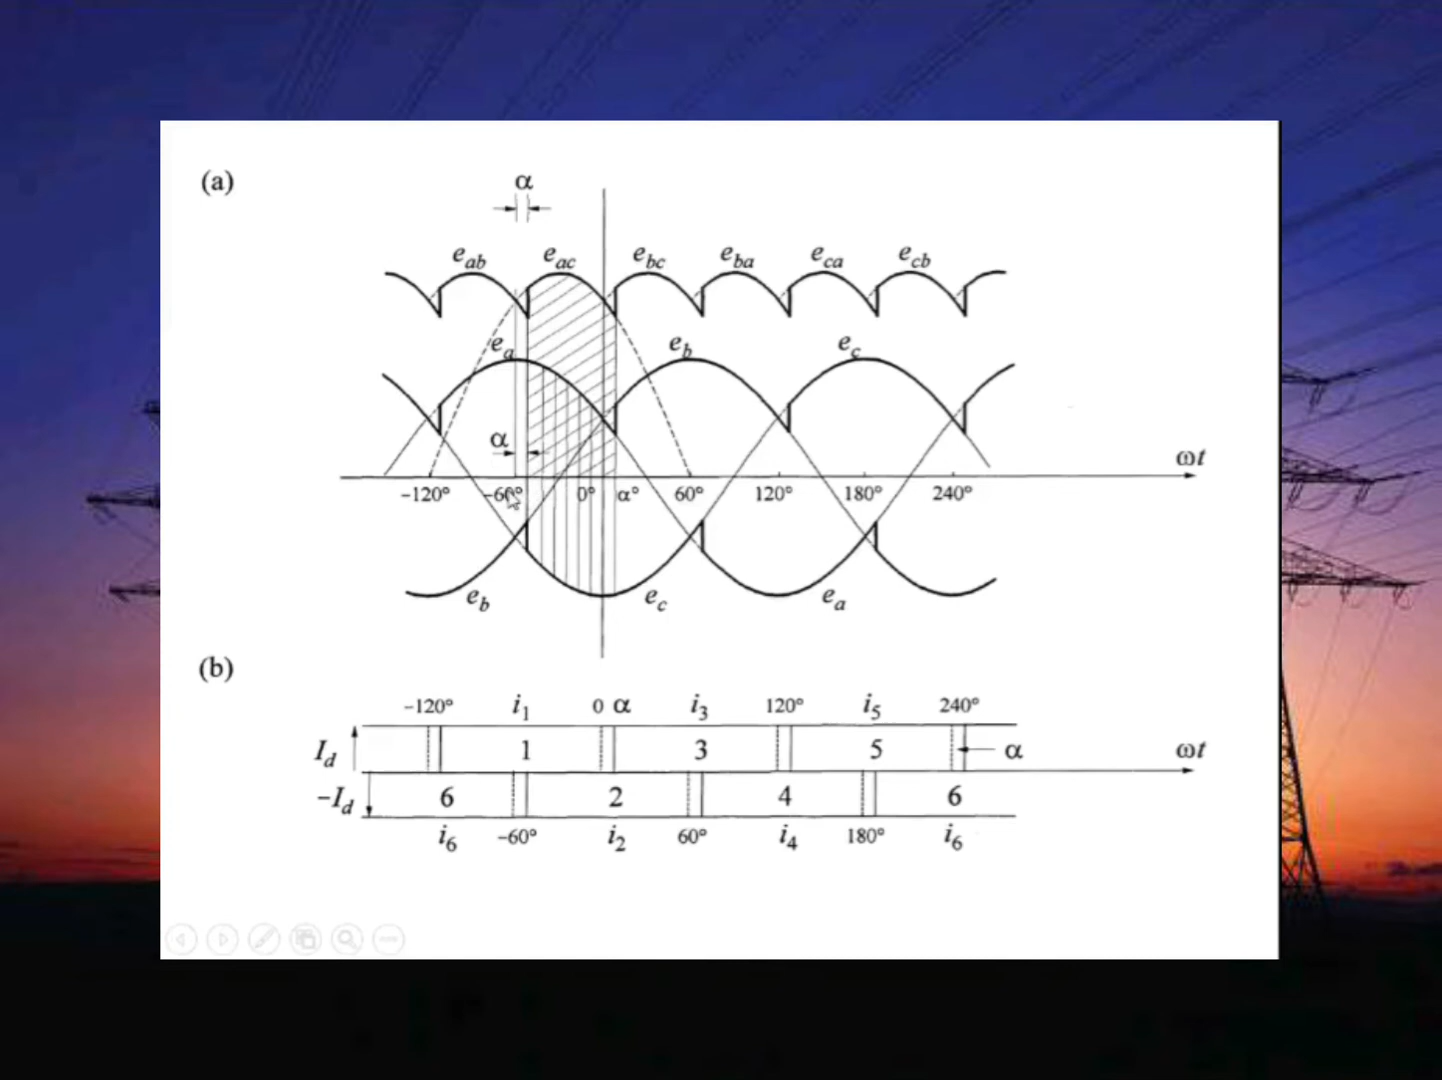 (a)
α
e_ab e_ac e_bc e_ba e_ca e_cb
e_a e_b e_c
α
ωt
-120° -60° 0° α° 60° 120° 180° 240°
e_b e_c e_a
(b)
-120° i_1 0 α i_3 120° i_5 240°
I_d 1 3 5 α ωt
-I_d 6 2 4 6
i_6 -60° i_2 60° i_4 180° i_6